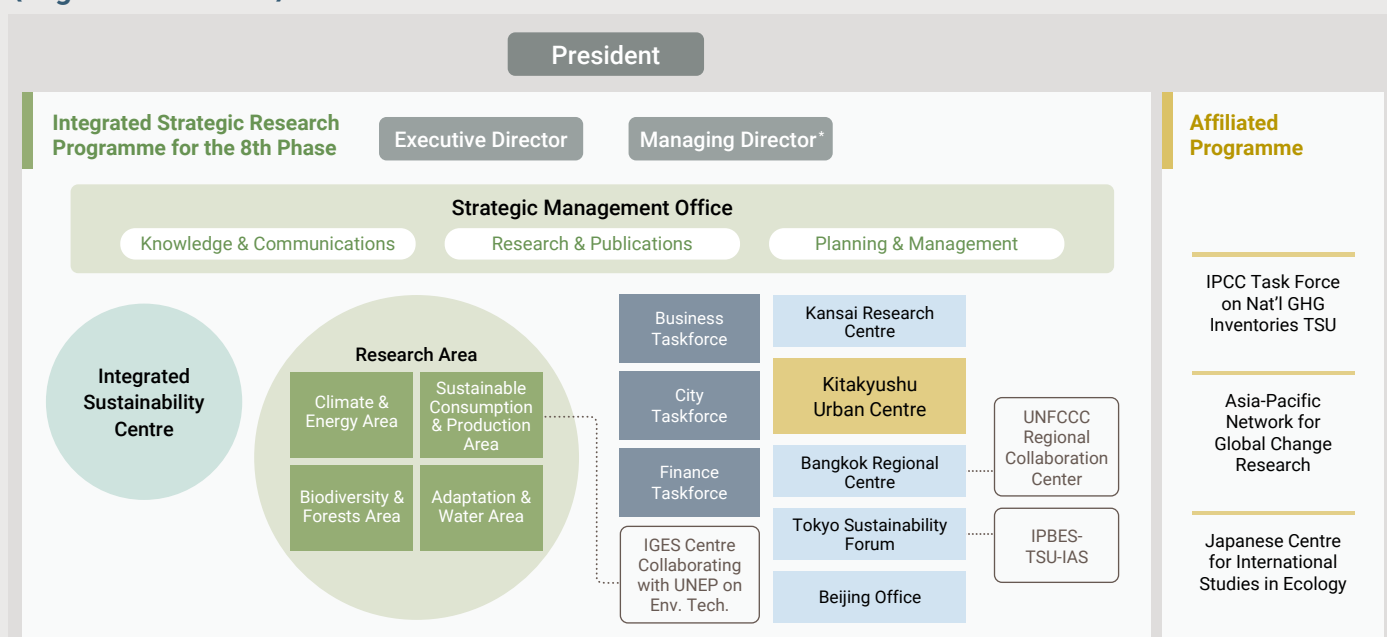 President
Integrated Strategic Research
Programme for the 8th Phase
Executive Director
Managing Director*
Affiliated
Programme
Strategic Management Office
Knowledge & Communications
Research & Publications
Planning & Management
Integrated
Sustainability
Centre
Research Area
Climate &
Energy Area
Sustainable
Consumption
& Production
Area
Biodiversity &
Forests Area
Adaptation &
Water Area
Business
Taskforce
City
Taskforce
Finance
Taskforce
IGES Centre
Collaborating
with UNEP on
Env. Tech.
Kansai Research
Centre
Kitakyushu
Urban Centre
Bangkok Regional
Centre
Tokyo Sustainability
Forum
Beijing Office
UNFCCC
Regional
Collaboration
Center
IPBES-
TSU-IAS
IPCC Task Force
on Nat'l GHG
Inventories TSU
Asia-Pacific
Network for
Global Change
Research
Japanese Centre
for International
Studies in Ecology